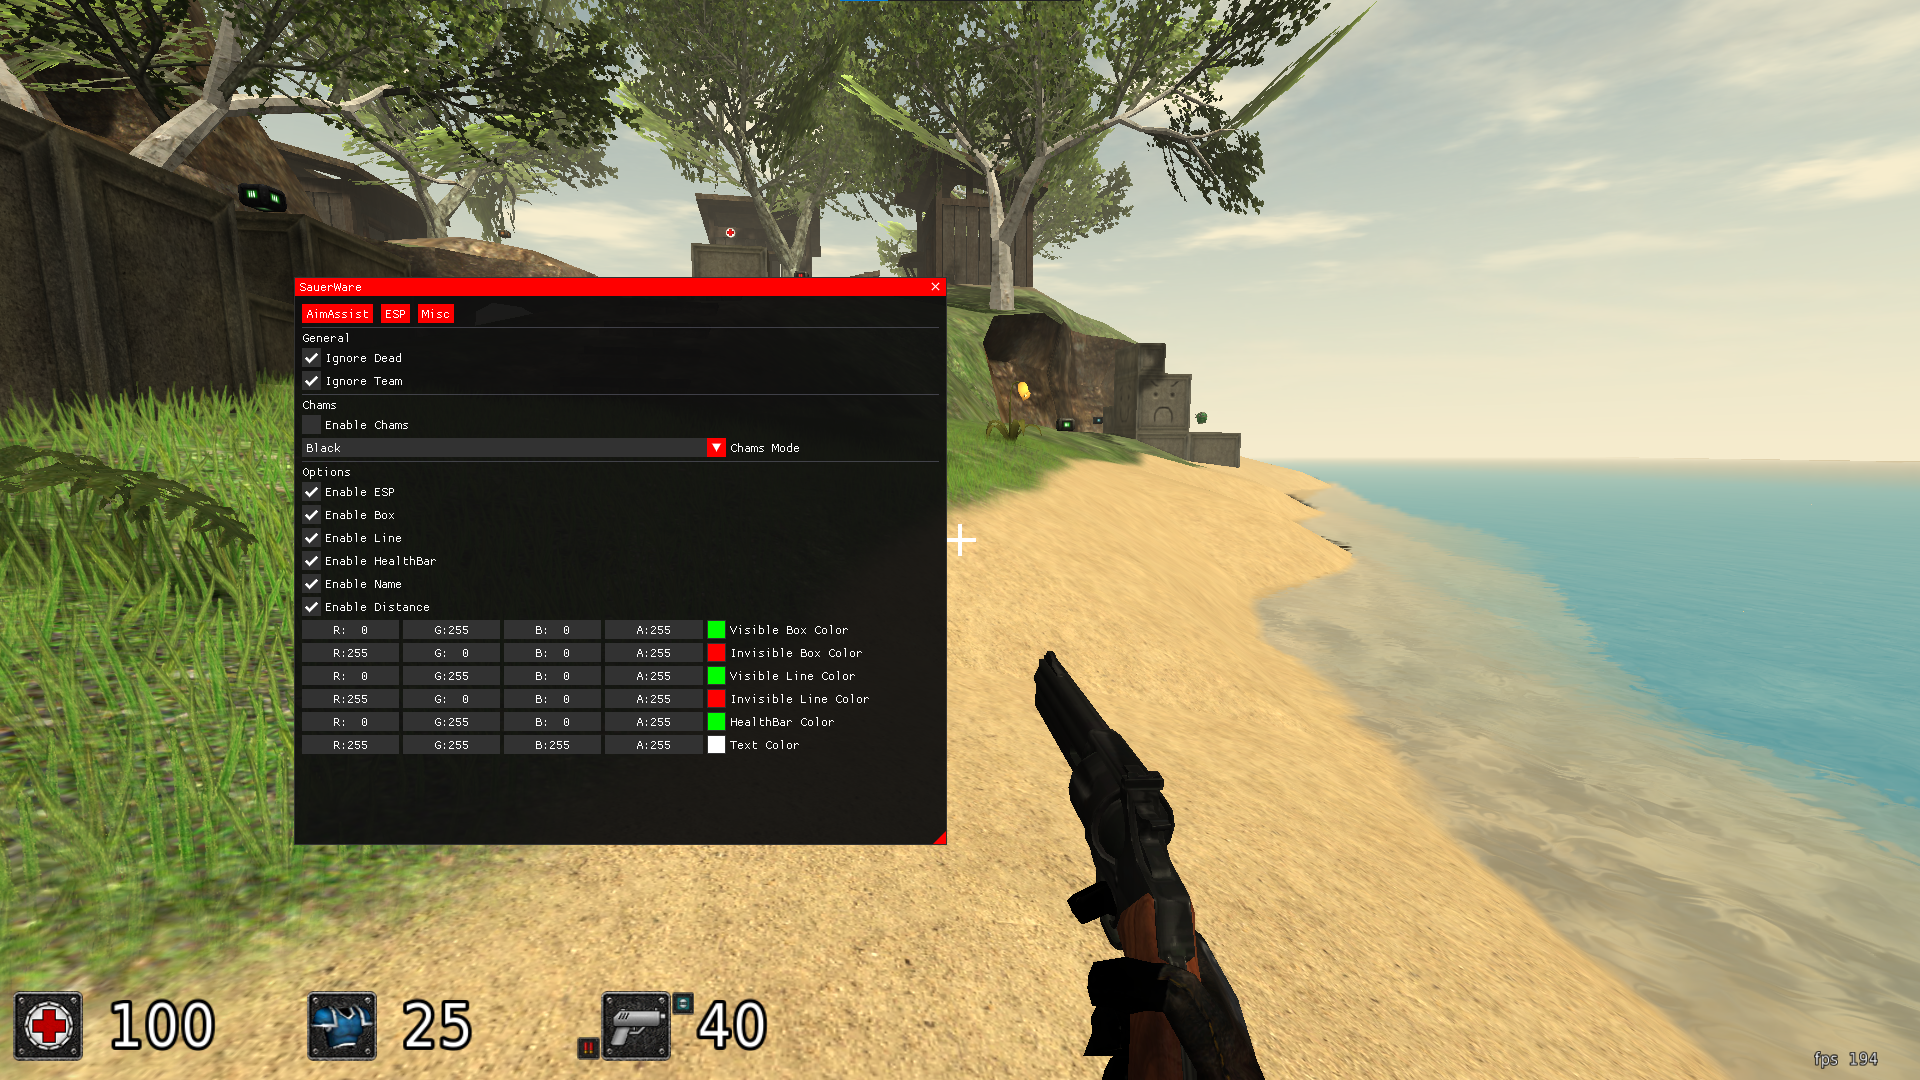 SauerWare
AimAssist ESP Misc
General
Ignore Dead
Ignore Team
Chams
Enable Chams
Black Chams Mode
Options
Enable ESP
Enable Box
Enable Line
Enable HealthBar
Enable Name
Enable Distance
R: 0 G:255 B: 0 A:255 Visible Box Color
R:255 G: 0 B: 0 A:255 Invisible Box Color
R: 0 G:255 B: 0 A:255 Visible Line Color
R:255 G: 0 B: 0 A:255 Invisible Line Color
R: 0 G:255 B: 0 A:255 HealthBar Color
R:255 G:255 B:255 A:255 Text Color
100 25 40
fps 194